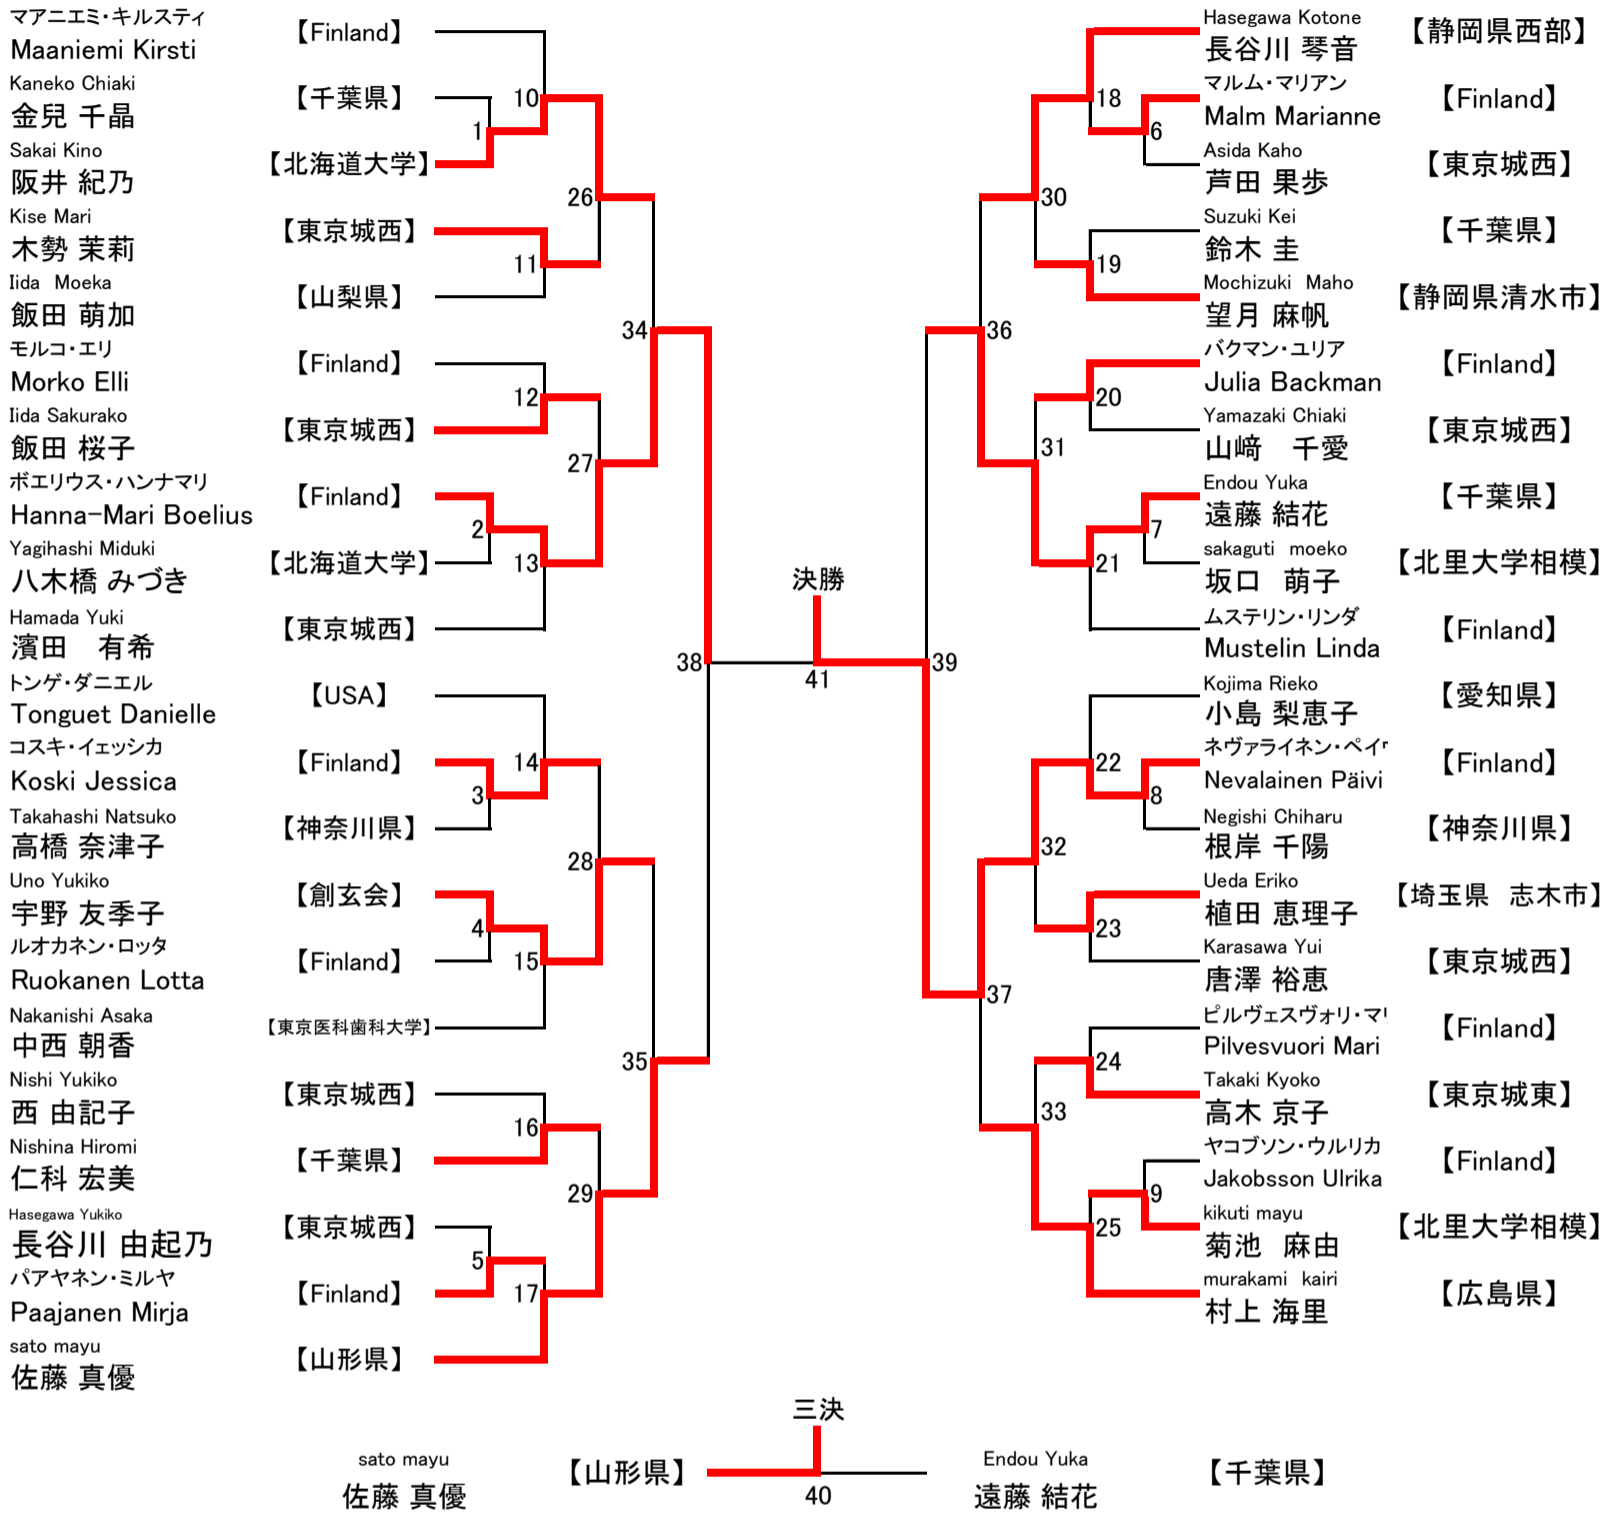 マアニエミ・キルスティ
Maaniemi Kirsti
【Finland】
Kaneko Chiaki
金兒 千晶
【千葉県】
Sakai Kino
阪井 紀乃
【北海道大学】
Kise Mari
木勢 茉莉
【東京城西】
Iida Moeka
飯田 萌加
【山梨県】
モルコ・エリ
Morko Elli
【Finland】
Iida Sakurako
飯田 桜子
【東京城西】
ボエリウス・ハンナマリ
Hanna-Mari Boelius
【Finland】
Yagihashi Miduki
八木橋 みづき
【北海道大学】
Hamada Yuki
濱田 有希
【東京城西】
トンゲ・ダニエル
Tonguet Danielle
【USA】
コスキ・イェッシカ
Koski Jessica
【Finland】
Takahashi Natsuko
高橋 奈津子
【神奈川県】
Uno Yukiko
宇野 友季子
【創玄会】
ルオカネン・ロッタ
Ruokanen Lotta
【Finland】
Nakanishi Asaka
中西 朝香
【東京医科歯科大学】
Nishi Yukiko
西 由記子
【東京城西】
Nishina Hiromi
仁科 宏美
【千葉県】
Hasegawa Yukiko
長谷川 由起乃
【東京城西】
パアヤネン・ミルヤ
Paajanen Mirja
【Finland】
sato mayu
佐藤 真優
【山形県】
1
2
3
4
5
10
11
12
13
14
15
16
17
26
27
28
29
34
35
38
決勝
41
39
36
37
30
31
32
33
18
19
20
21
22
23
24
25
6
7
8
9
Hasegawa Kotone
長谷川 琴音
【静岡県西部】
マルム・マリアン
Malm Marianne
【Finland】
Asida Kaho
芦田 果歩
【東京城西】
Suzuki Kei
鈴木 圭
【千葉県】
Mochizuki Maho
望月 麻帆
【静岡県清水市】
バクマン・ユリア
Julia Backman
【Finland】
Yamazaki Chiaki
山﨑 千愛
【東京城西】
Endou Yuka
遠藤 結花
【千葉県】
sakaguti moeko
坂口 萌子
【北里大学相模】
ムステリン・リンダ
Mustelin Linda
【Finland】
Kojima Rieko
小島 梨恵子
【愛知県】
ネヴァライネン・ペイ
Nevalainen Päivi
【Finland】
Negishi Chiharu
根岸 千陽
【神奈川県】
Ueda Eriko
植田 恵理子
【埼玉県 志木市】
Karasawa Yui
唐澤 裕恵
【東京城西】
ピルヴェスヴォリ・マ
Pilvesvuori Mari
【Finland】
Takaki Kyoko
高木 京子
【東京城東】
ヤコブソン・ウルリカ
Jakobsson Ulrika
【Finland】
kikuti mayu
菊池 麻由
【北里大学相模】
murakami kairi
村上 海里
【広島県】
三決
sato mayu
佐藤 真優
【山形県】
40
Endou Yuka
遠藤 結花
【千葉県】